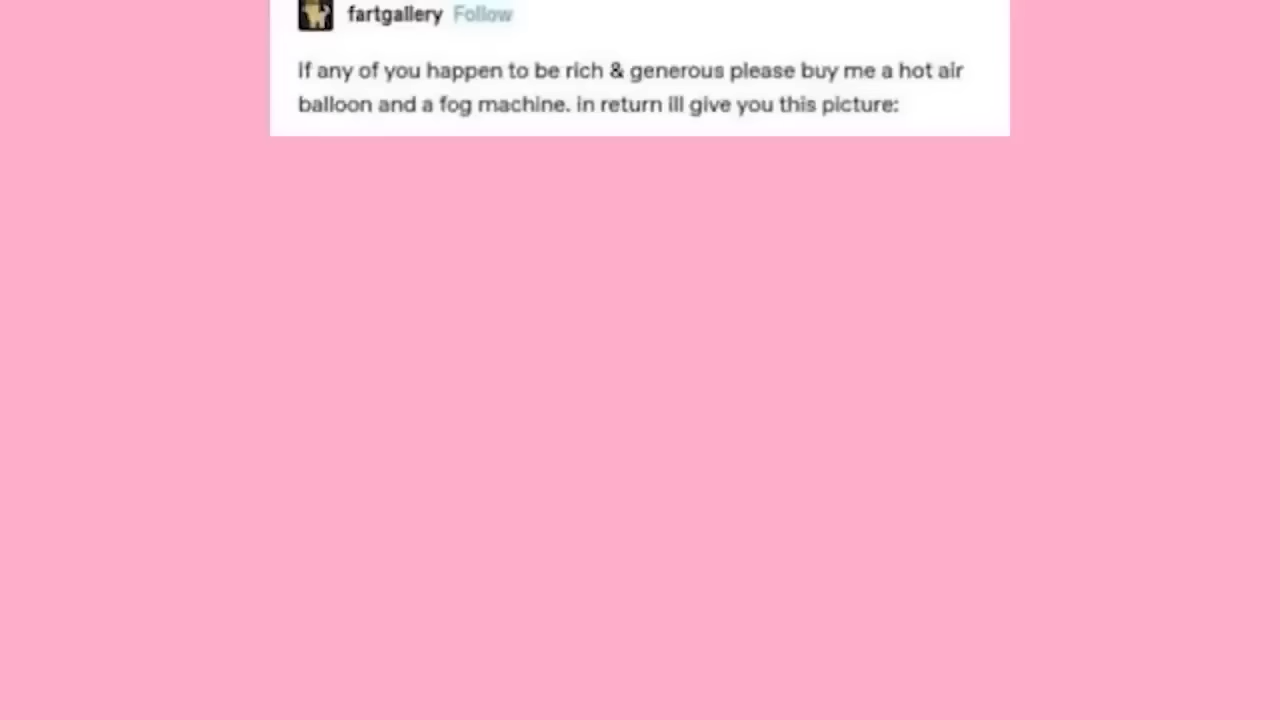 fartgallery Follow
If any of you happen to be rich & generous please buy me a hot air
balloon and a fog machine. in return ill give you this picture: